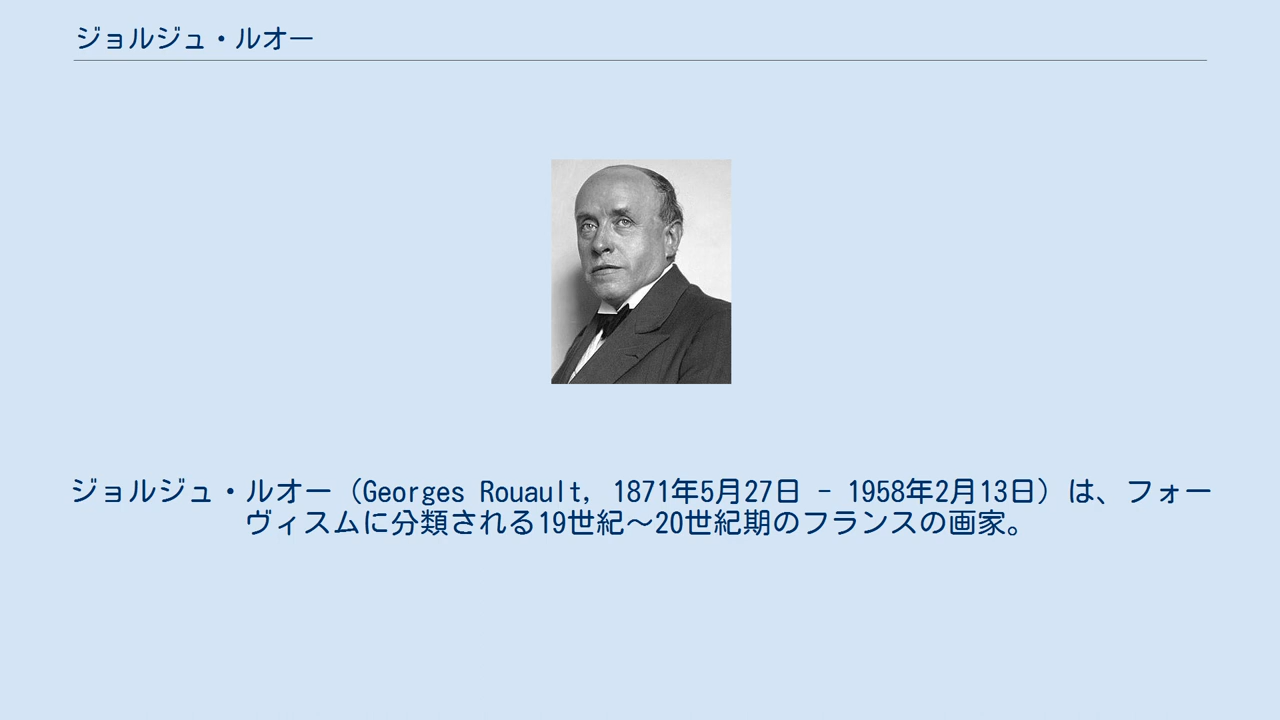 ジョルジュ・ルオー
ジョルジュ・ルオー（Georges Rouault, 1871年5月27日 - 1958年2月13日）は、フォー
ヴィスムに分類される19世紀～20世紀期のフランスの画家。